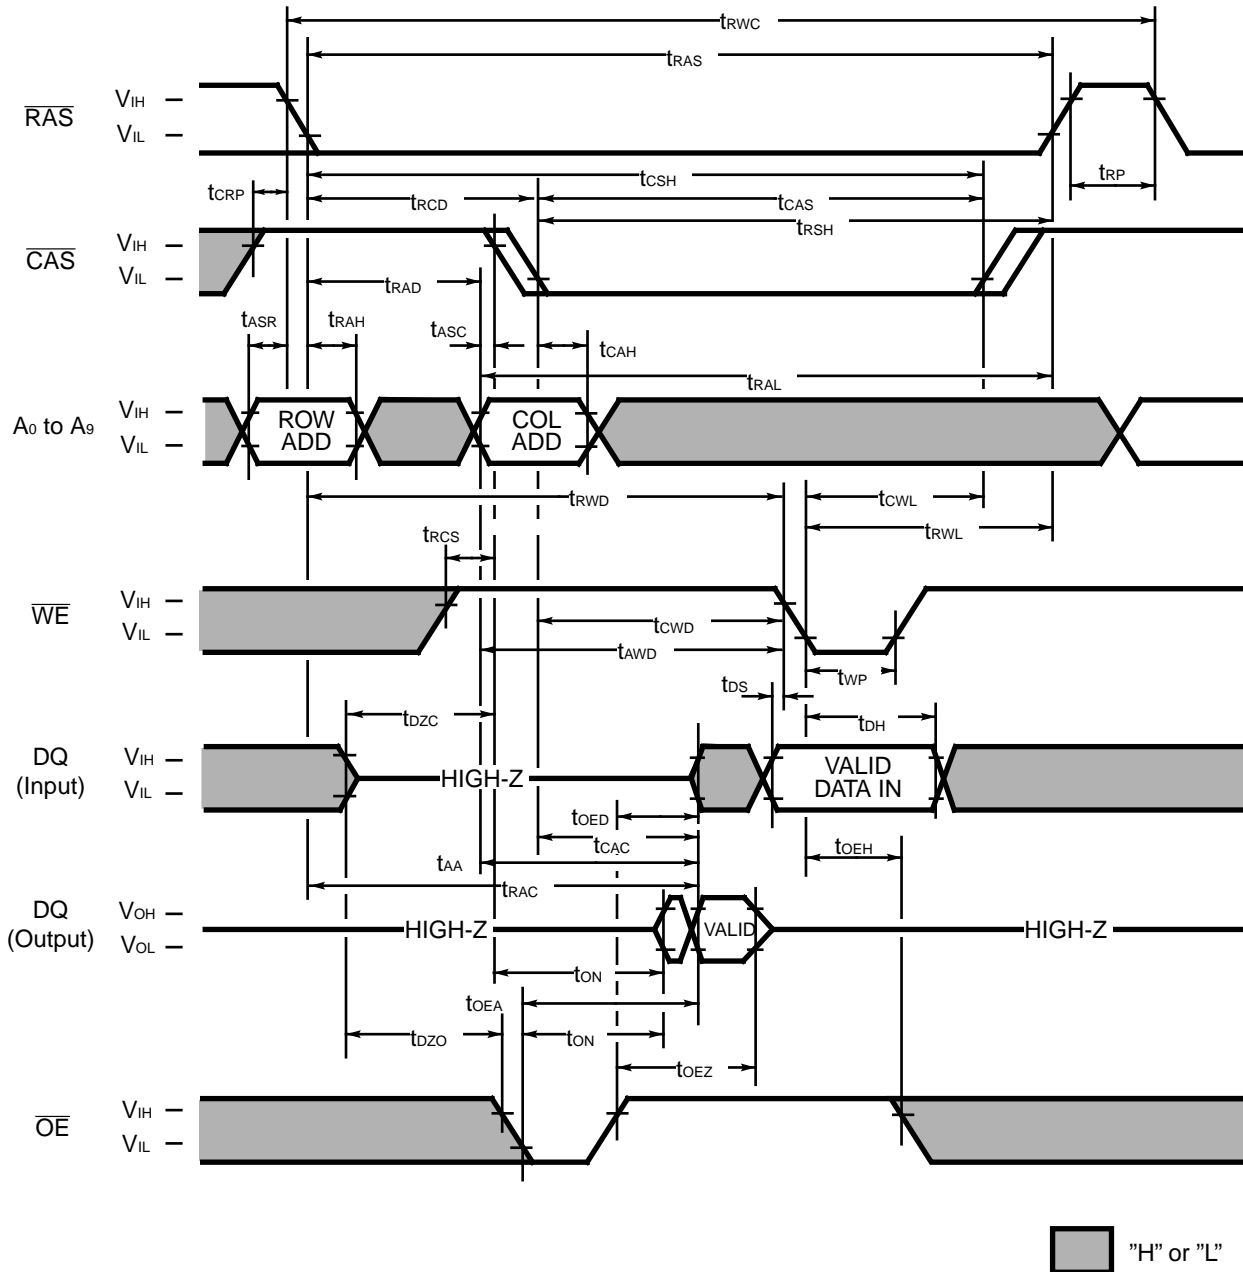 tRWC
tRAS
RAS VIH VIL
tCRP tCSH tRP
tRCD tCAS
tRSH
CAS VIH VIL
tRAD
tASR tRAH tASC tCAH
tRAL
A0 to A9 VIH VIL ROW ADD COL ADD
tRWD tCWL
tRCS tRWL
WE VIH VIL
tCWD
tAWD
tDS tWP
tDZC tDH
DQ (Input) VIH VIL HIGH-Z VALID DATA IN
tOED
tCAC tOEH
tAA
tRAC
DQ (Output) VOH VOL HIGH-Z VALID HIGH-Z
tON
tOEA
tDZO tON
tOEZ
OE VIH VIL
”H” or ”L”